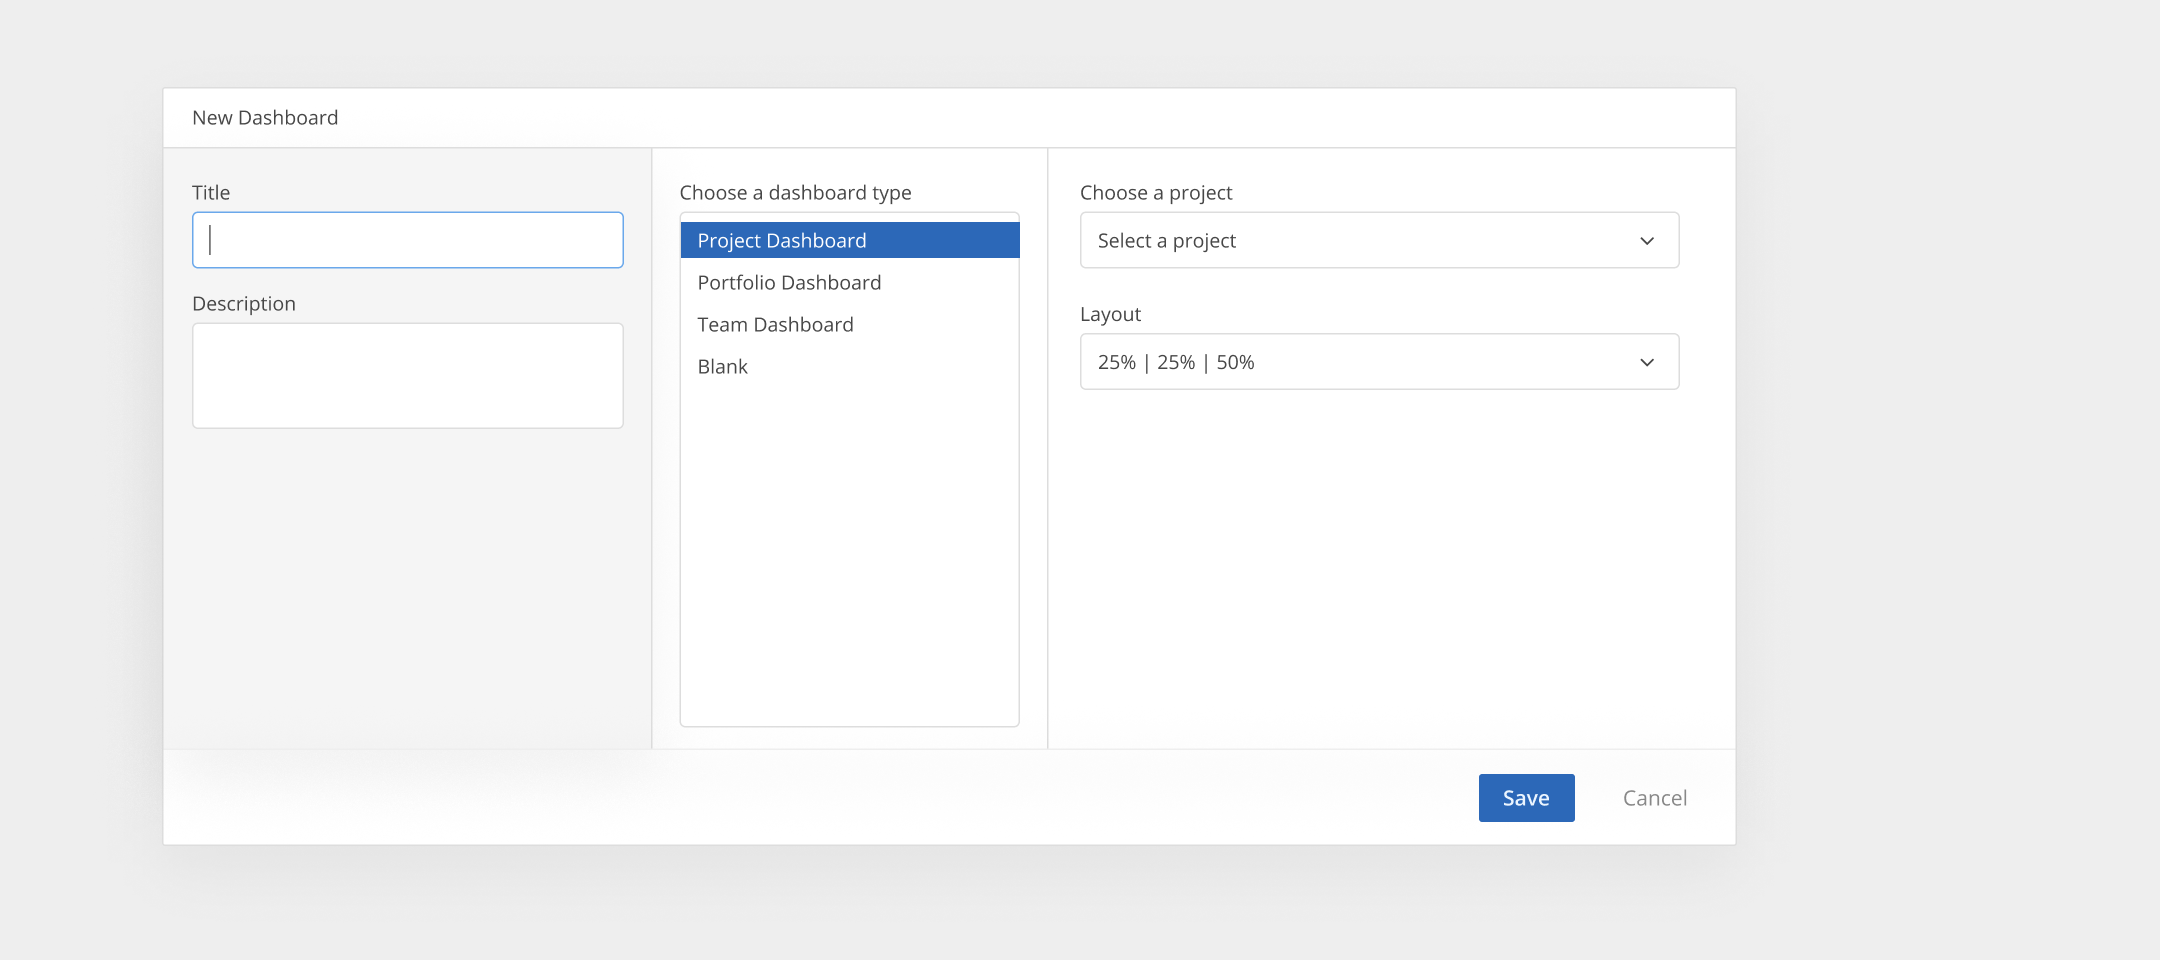 New Dashboard
Title
Description
Choose a dashboard type
Project Dashboard
Portfolio Dashboard
Team Dashboard
Blank
Choose a project
Select a project
Layout
25% | 25% | 50%
Save
Cancel